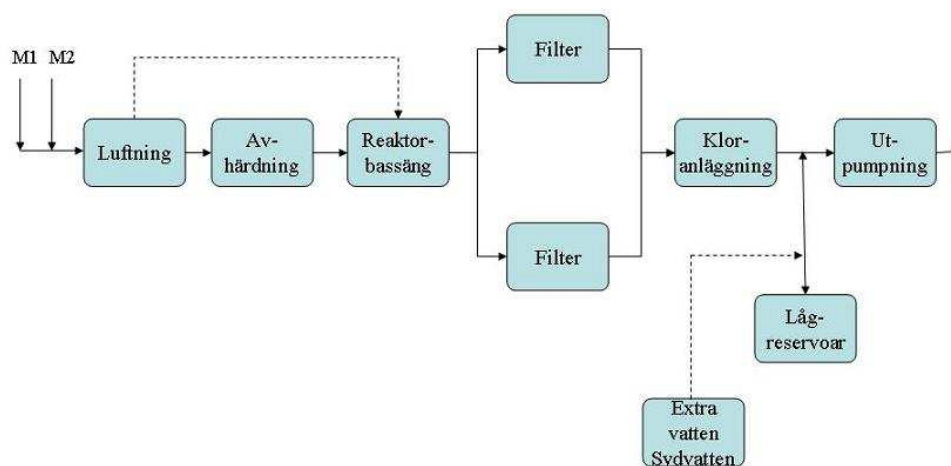 M1 M2
Luftning
Av-
härdning
Reaktor-
bassäng
Filter
Filter
Klor-
anläggning
Ut-
pumpning
Låg-
reservoar
Extra
vatten
Sydvatten